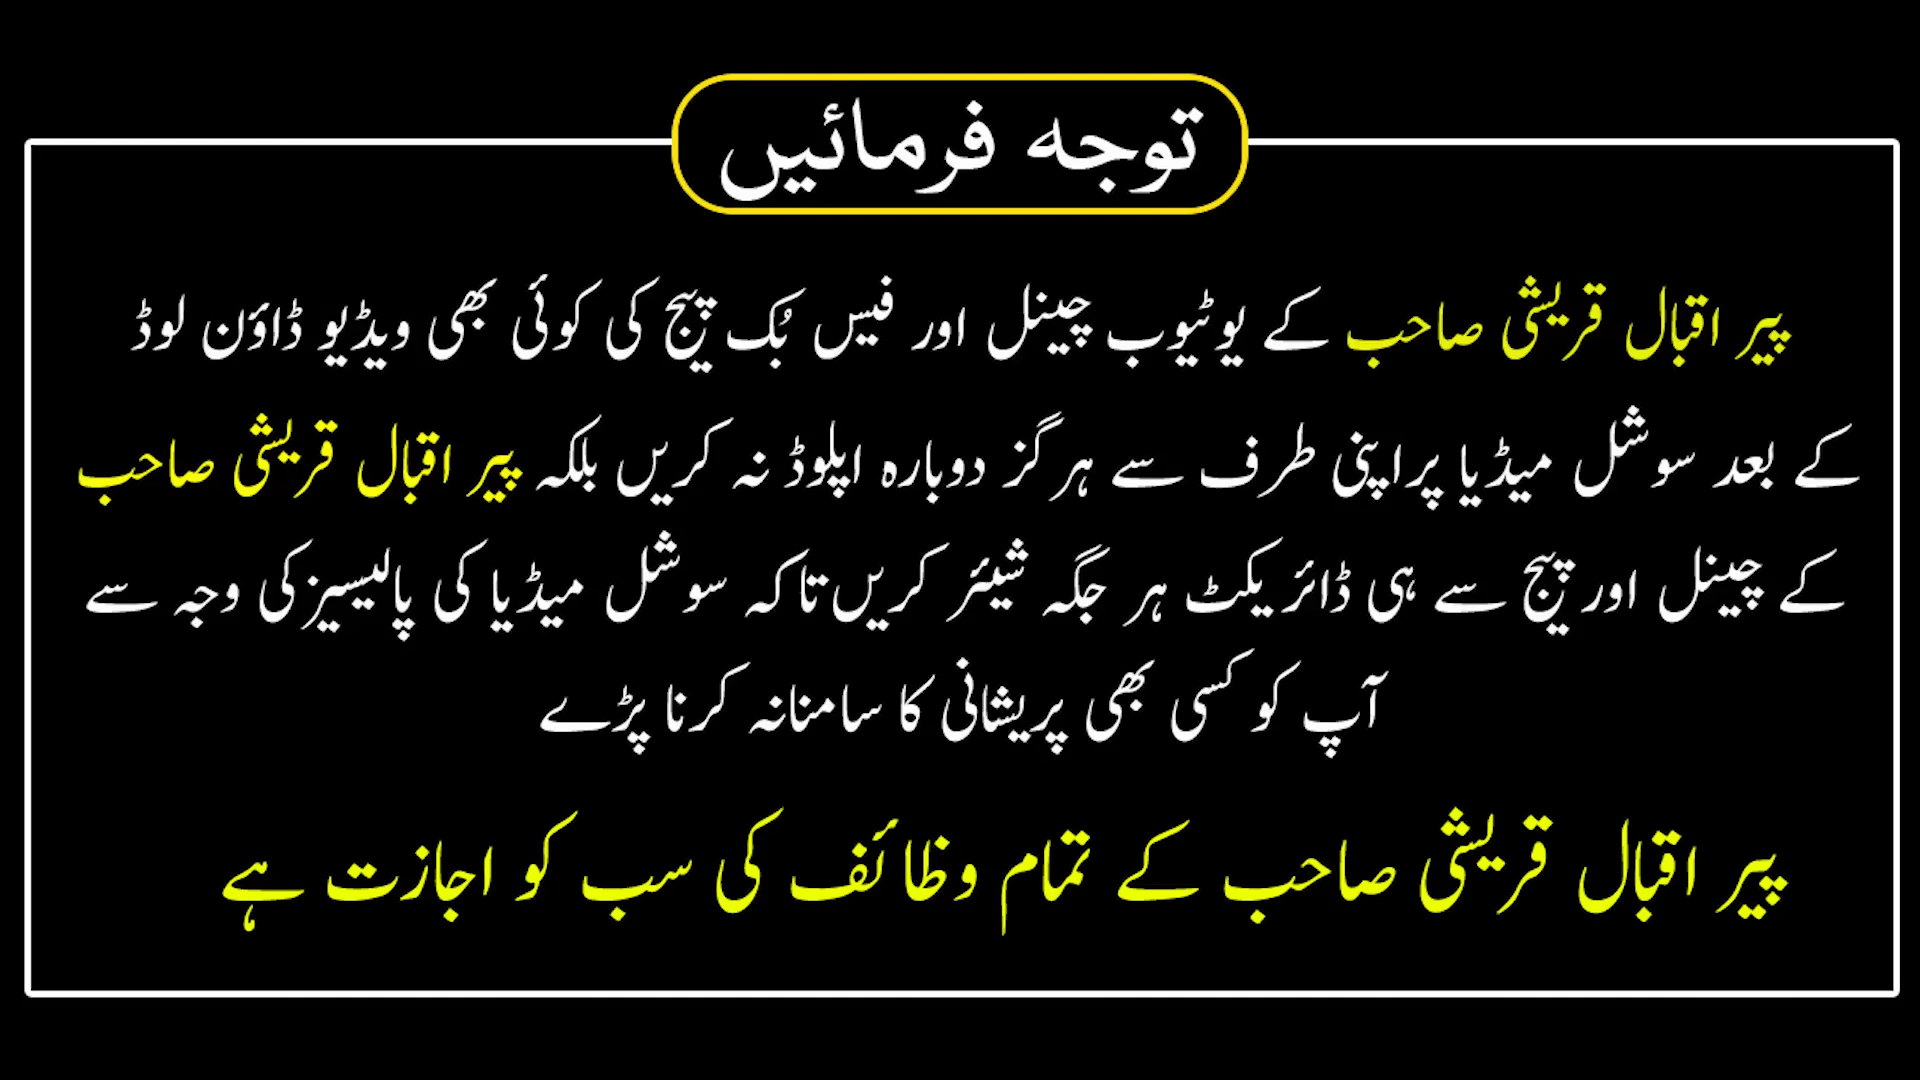 توجہ فرمائیں
پیر اقبال قریشی صاحب کے یوٹیوب چینل اور فیس بُک پیج کی کوئی بھی ویڈیو ڈاؤن لوڈ
کے بعد سوشل میڈیا پر اپنی طرف سے ہرگز دوبارہ اپلوڈ نہ کریں بلکہ پیر اقبال قریشی صاحب
کے چینل اور پیج سے ہی ڈائریکٹ ہر جگہ شیئر کریں تاکہ سوشل میڈیا کی پالیسیز کی وجہ سے
آپ کو کسی بھی پریشانی کا سامنا نہ کرنا پڑے
پیر اقبال قریشی صاحب کے تمام وظائف کی سب کو اجازت ہے